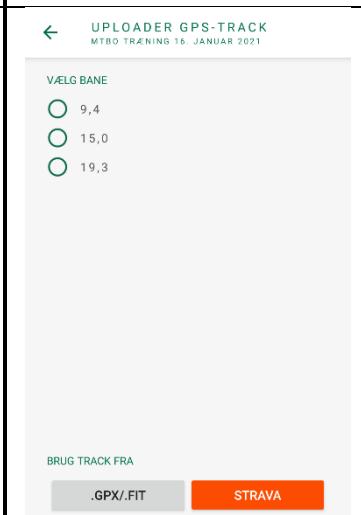 UPLOADER GPS-TRACK
MTBO TRÆNING 16. JANUAR 2021
VÆLG BANE
9,4
15,0
19,3
BRUG TRACK FRA
.GPX/.FIT STRAVA